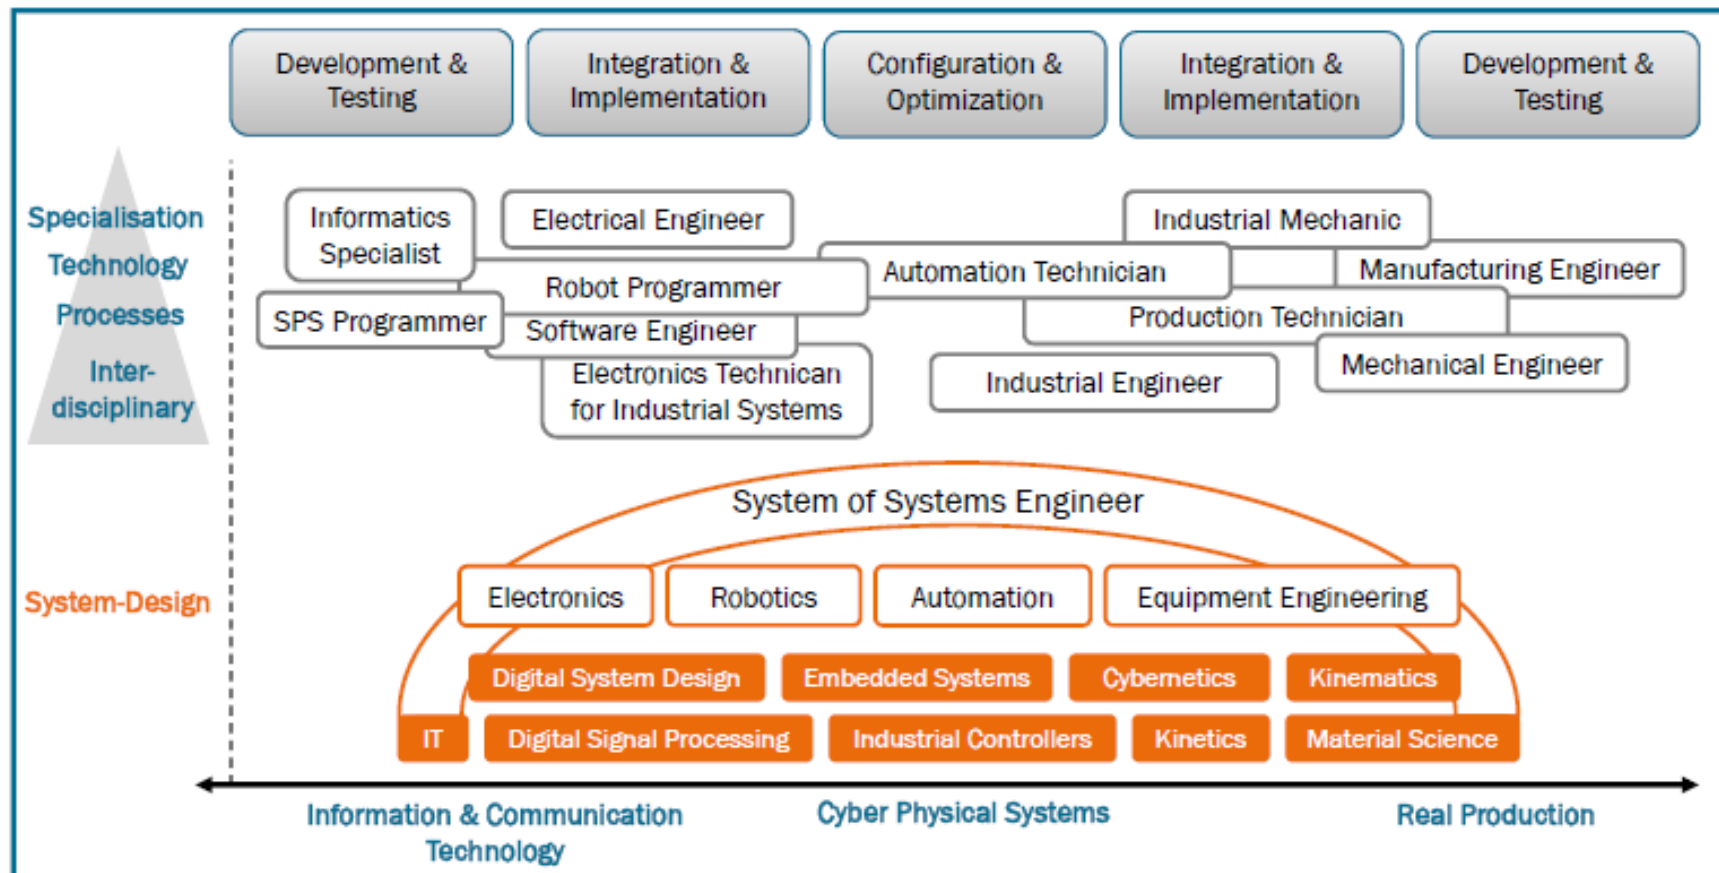 Development &
Testing
Integration &
Implementation
Configuration &
Optimization
Integration &
Implementation
Development &
Testing
Specialisation
Technology
Processes
Inter-
disciplinary
Informatics
Specialist
Electrical Engineer
Industrial Mechanic
Automation Technician
Manufacturing Engineer
Robot Programmer
SPS Programmer
Software Engineer
Production Technician
Electronics Technican
for Industrial Systems
Industrial Engineer
Mechanical Engineer
System of Systems Engineer
System-Design
Electronics
Robotics
Automation
Equipment Engineering
Digital System Design
Embedded Systems
Cybernetics
Kinematics
IT
Digital Signal Processing
Industrial Controllers
Kinetics
Material Science
Information & Communication
Technology
Cyber Physical Systems
Real Production